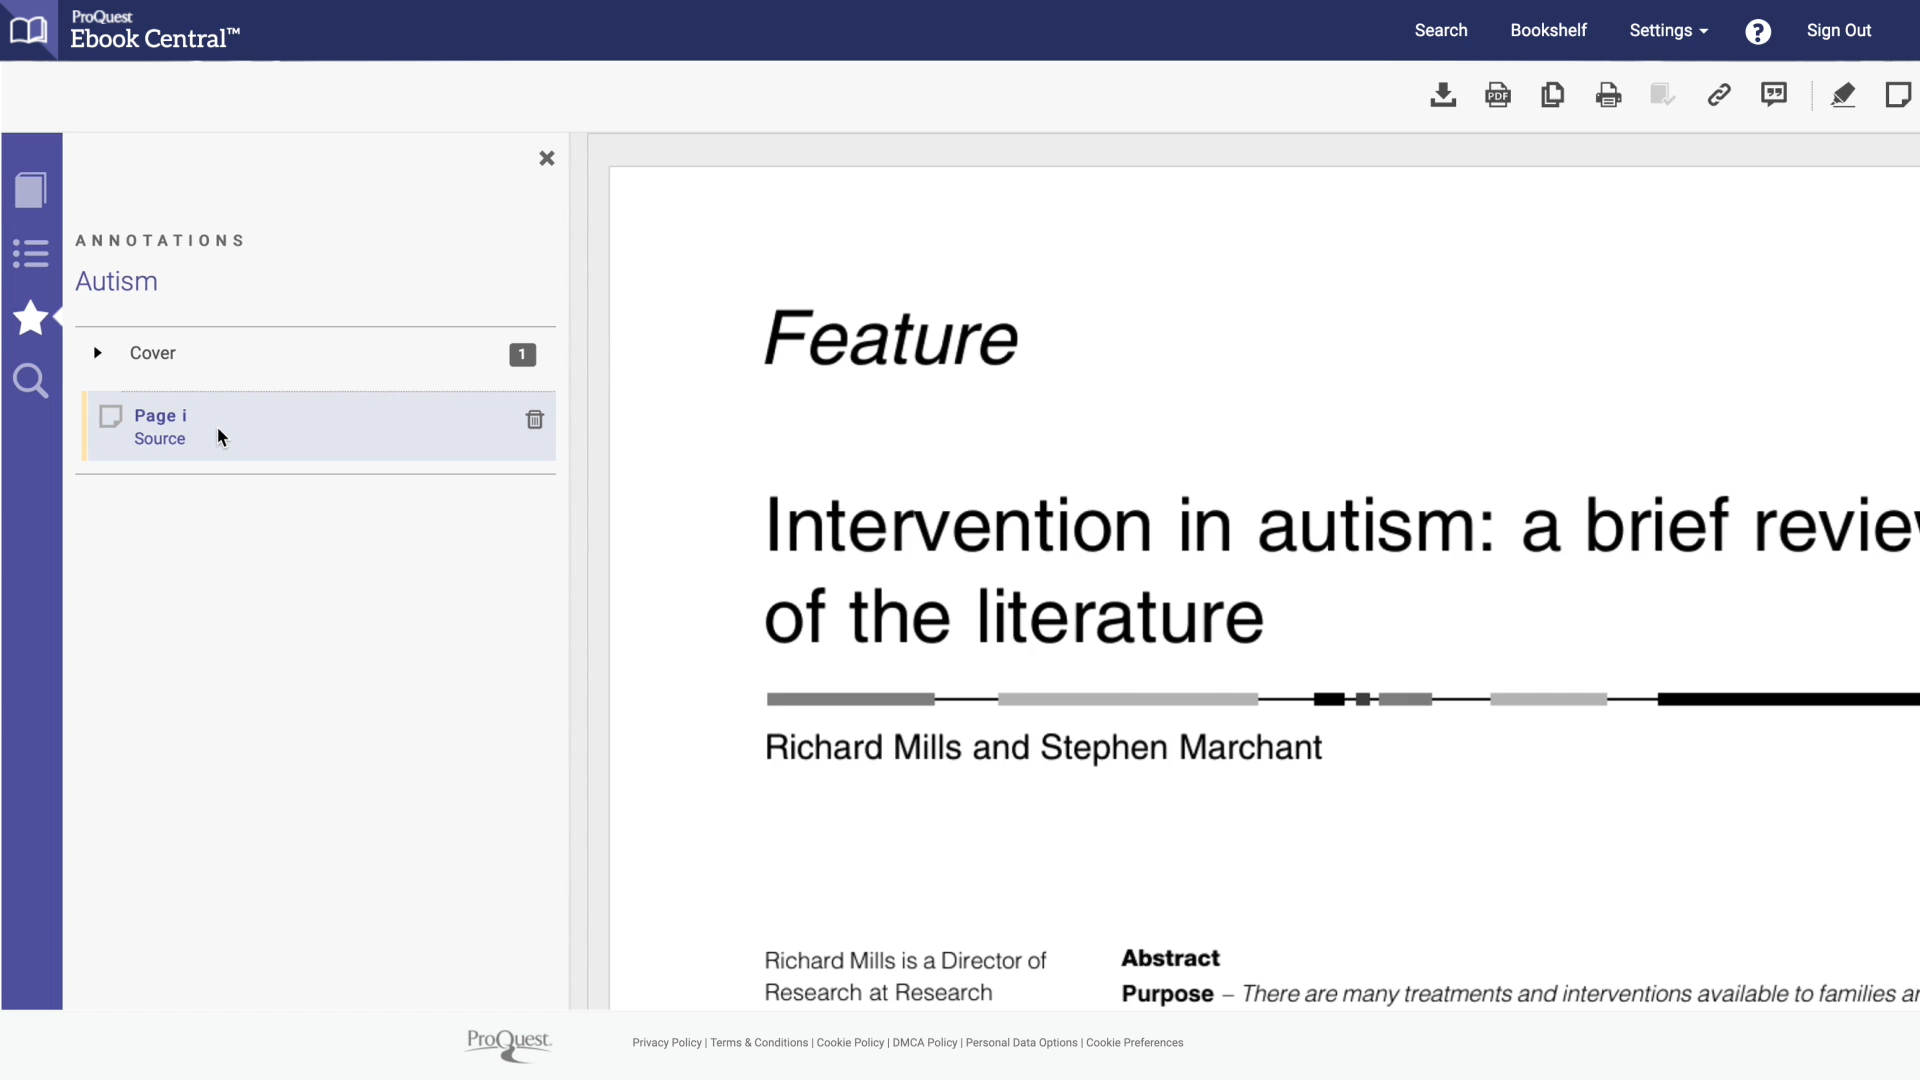 ProQuest
Ebook Central™
Search
Bookshelf
Settings
?
Sign Out
PDF
ANNOTATIONS
Autism
Cover
1
Page i
Source
Feature
Intervention in autism: a brief revie
of the literature
Richard Mills and Stephen Marchant
Richard Mills is a Director of
Research at Research
Abstract
Purpose – There are many treatments and interventions available to families ar
ProQuest.
Privacy Policy | Terms & Conditions | Cookie Policy | DMCA Policy | Personal Data Options | Cookie Preferences